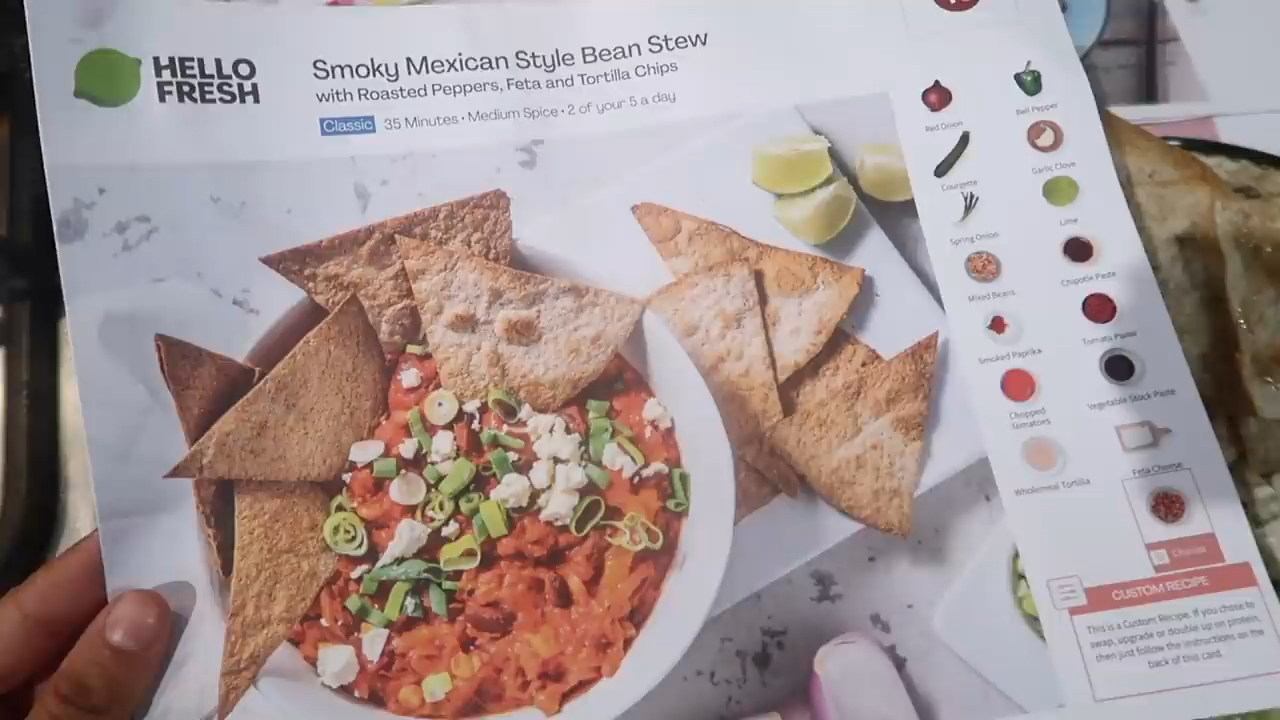 HELLO
FRESH
Smoky Mexican Style Bean Stew
with Roasted Peppers, Feta and Tortilla Chips
Classic 35 Minutes • Medium Spice • 2 of your 5 a day
Red Onion
Bell Pepper
Courgette
Garlic Clove
Spring Onion
Lime
Mixed Beans
Chipotle Paste
Smoked Paprika
Tomato Puree
Chopped
Tomatoes
Vegetable Stock Paste
Wholemeal Tortilla
Feta Cheese
Chorizo
CUSTOM RECIPE
This is a Custom Recipe. If you chose to
swap, upgrade or double up on protein,
then just follow the instructions on the
back of this card.